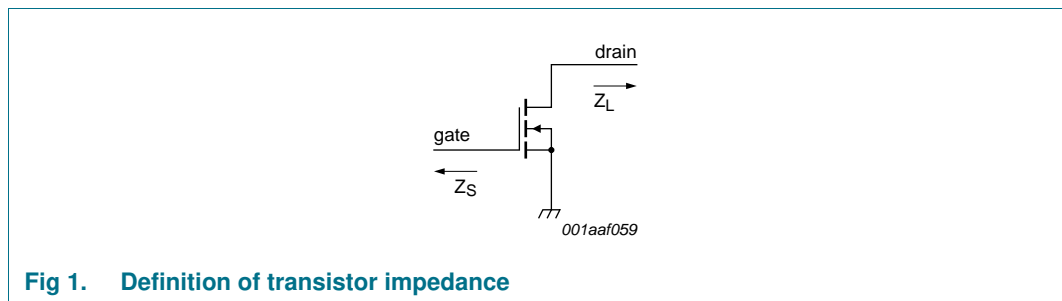 drain
Z_L
gate
Z_S
001aaf059
Fig 1. Definition of transistor impedance